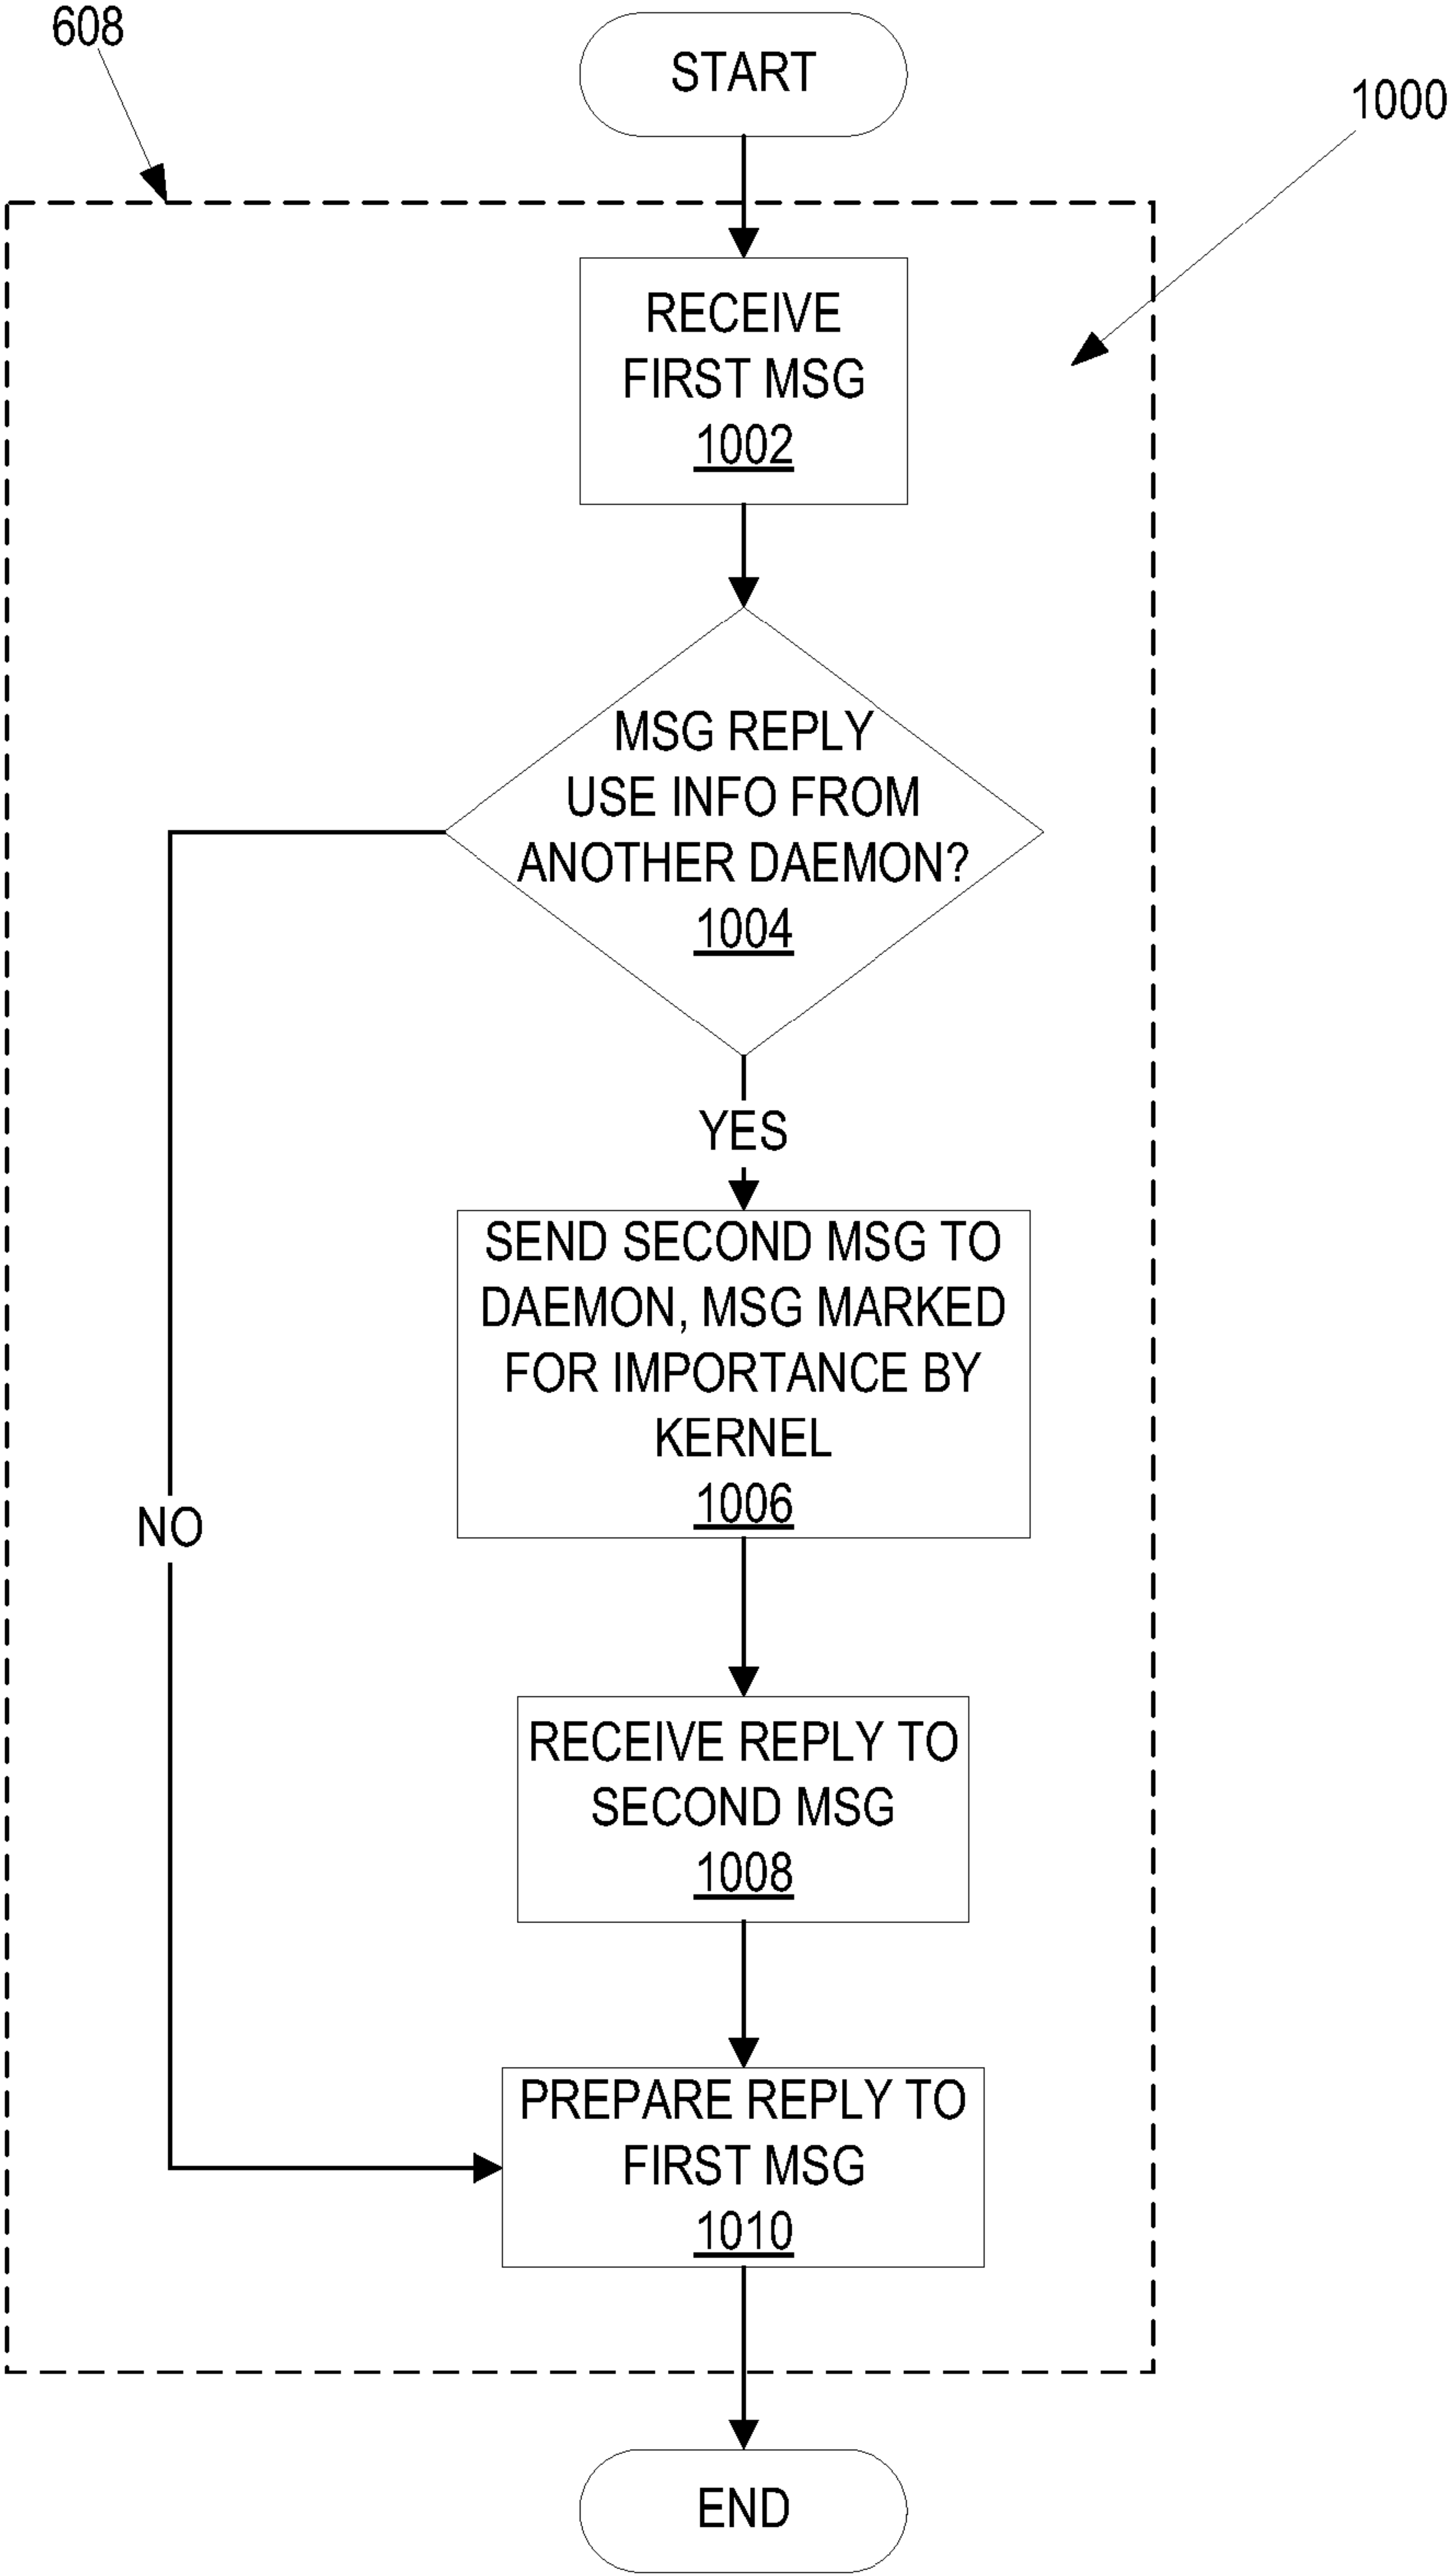 608
START
1000
RECEIVE
FIRST MSG
1002
MSG REPLY
USE INFO FROM
ANOTHER DAEMON?
1004
YES
SEND SECOND MSG TO
DAEMON, MSG MARKED
FOR IMPORTANCE BY
KERNEL
1006
NO
RECEIVE REPLY TO
SECOND MSG
1008
PREPARE REPLY TO
FIRST MSG
1010
END